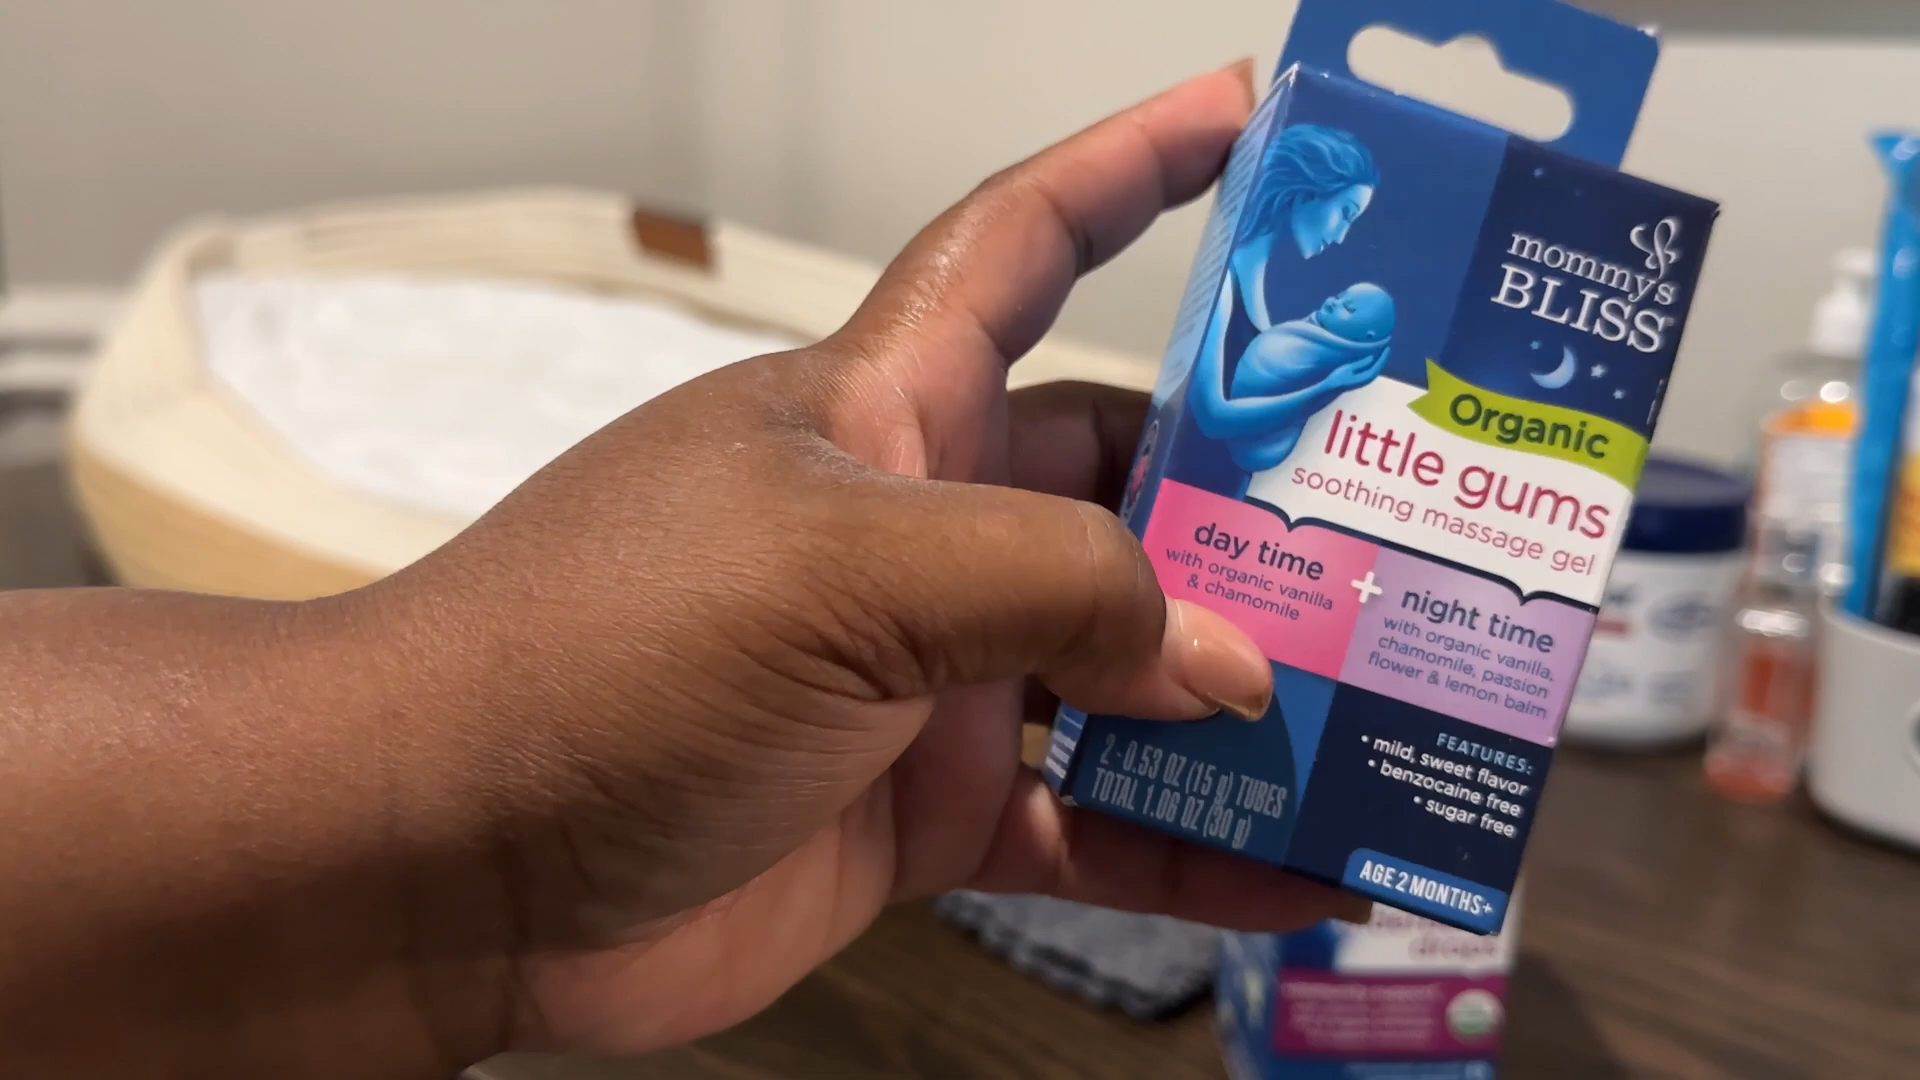 mommy's
BLISS
Organic
little gums
soothing massage gel
day time
with organic vanilla
& chamomile
+
night time
with organic vanilla,
chamomile, passion
flower & lemon balm
FEATURES:
• mild, sweet flavor
• benzocaine free
• sugar free
2 - 0.53 OZ (15 g) TUBES
TOTAL 1.06 OZ (30 g)
AGE 2 MONTHS+
drops